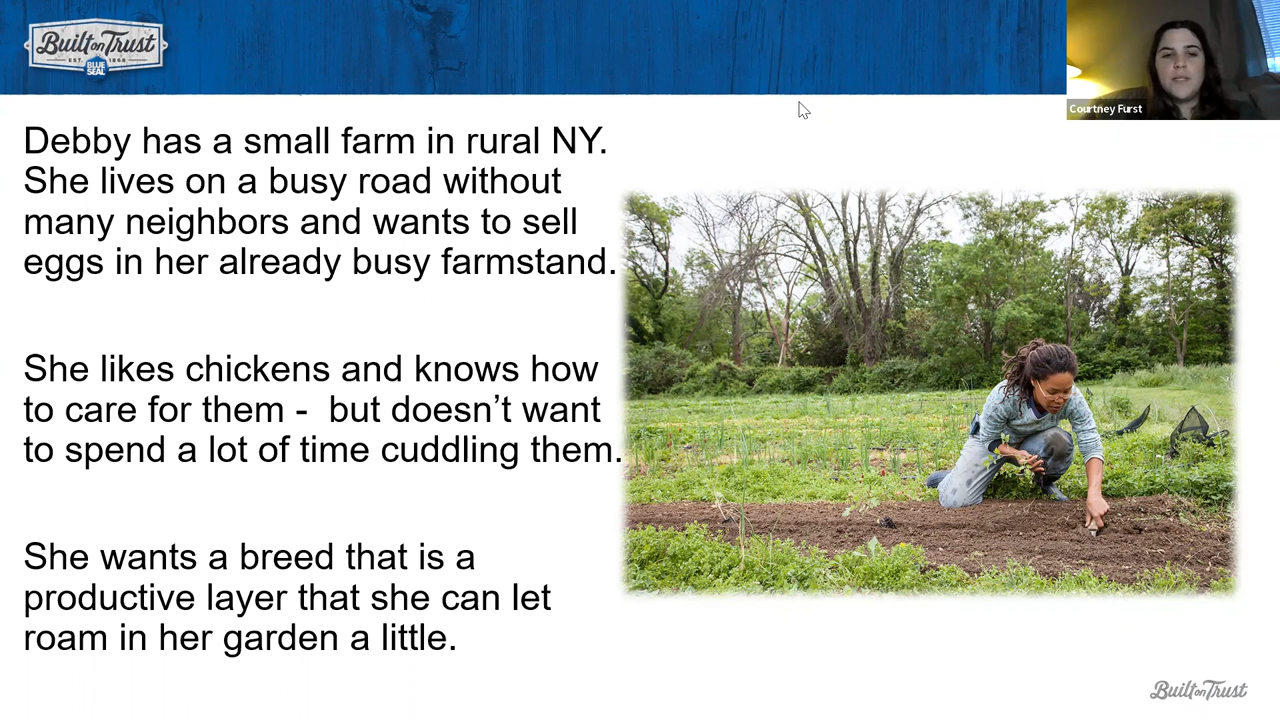 Built on Trust
EST. 1868
BLUE
SEAL
Courtney Furst
Debby has a small farm in rural NY.
She lives on a busy road without
many neighbors and wants to sell
eggs in her already busy farmstand.
She likes chickens and knows how
to care for them -  but doesn’t want
to spend a lot of time cuddling them.
She wants a breed that is a
productive layer that she can let
roam in her garden a little.
Built on Trust